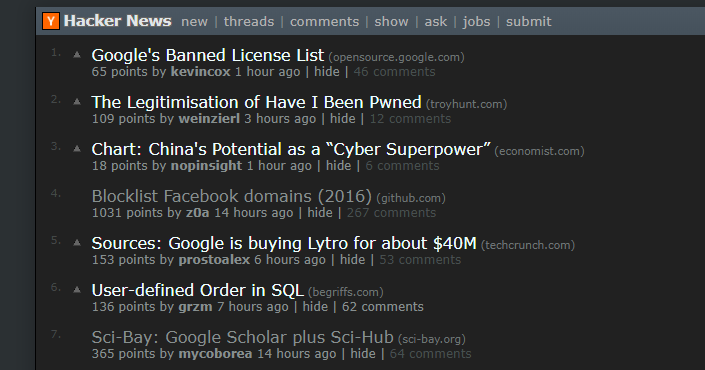 Y Hacker News new | threads | comments | show | ask | jobs | submit
1. Google's Banned License List (opensource.google.com)
65 points by kevincox 1 hour ago | hide | 46 comments
2. The Legitimisation of Have I Been Pwned (troyhunt.com)
109 points by weinzierl 3 hours ago | hide | 12 comments
3. Chart: China's Potential as a “Cyber Superpower” (economist.com)
18 points by nopinsight 1 hour ago | hide | 6 comments
4. Blocklist Facebook domains (2016) (github.com)
1031 points by z0a 14 hours ago | hide | 267 comments
5. Sources: Google is buying Lytro for about $40M (techcrunch.com)
153 points by prostoalex 6 hours ago | hide | 53 comments
6. User-defined Order in SQL (begriffs.com)
136 points by grzm 7 hours ago | hide | 62 comments
7. Sci-Bay: Google Scholar plus Sci-Hub (sci-bay.org)
365 points by mycoborea 14 hours ago | hide | 64 comments